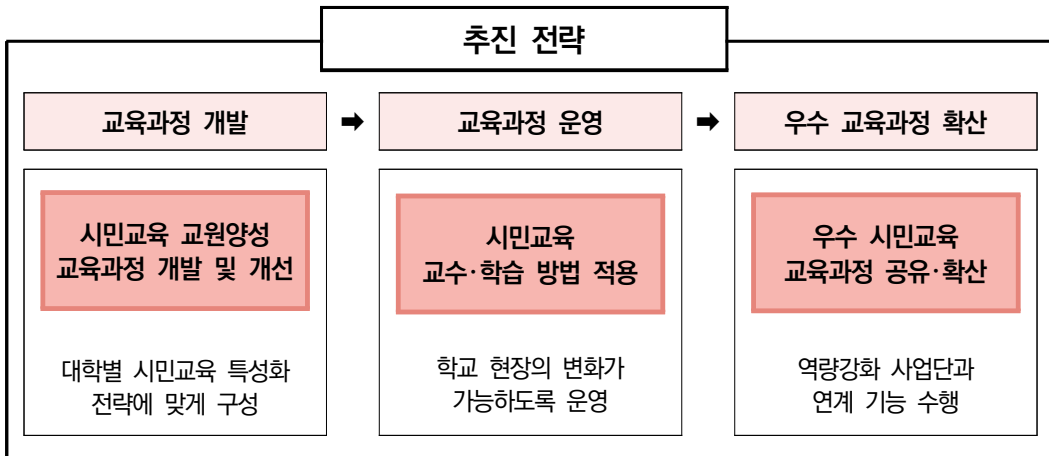 추진 전략
교육과정 개발 ➡ 교육과정 운영 ➡ 우수 교육과정 확산
시민교육 교원양성
교육과정 개발 및 개선
대학별 시민교육 특성화
전략에 맞게 구성
시민교육
교수·학습 방법 적용
학교 현장의 변화가
가능하도록 운영
우수 시민교육
교육과정 공유·확산
역량강화 사업단과
연계 기능 수행